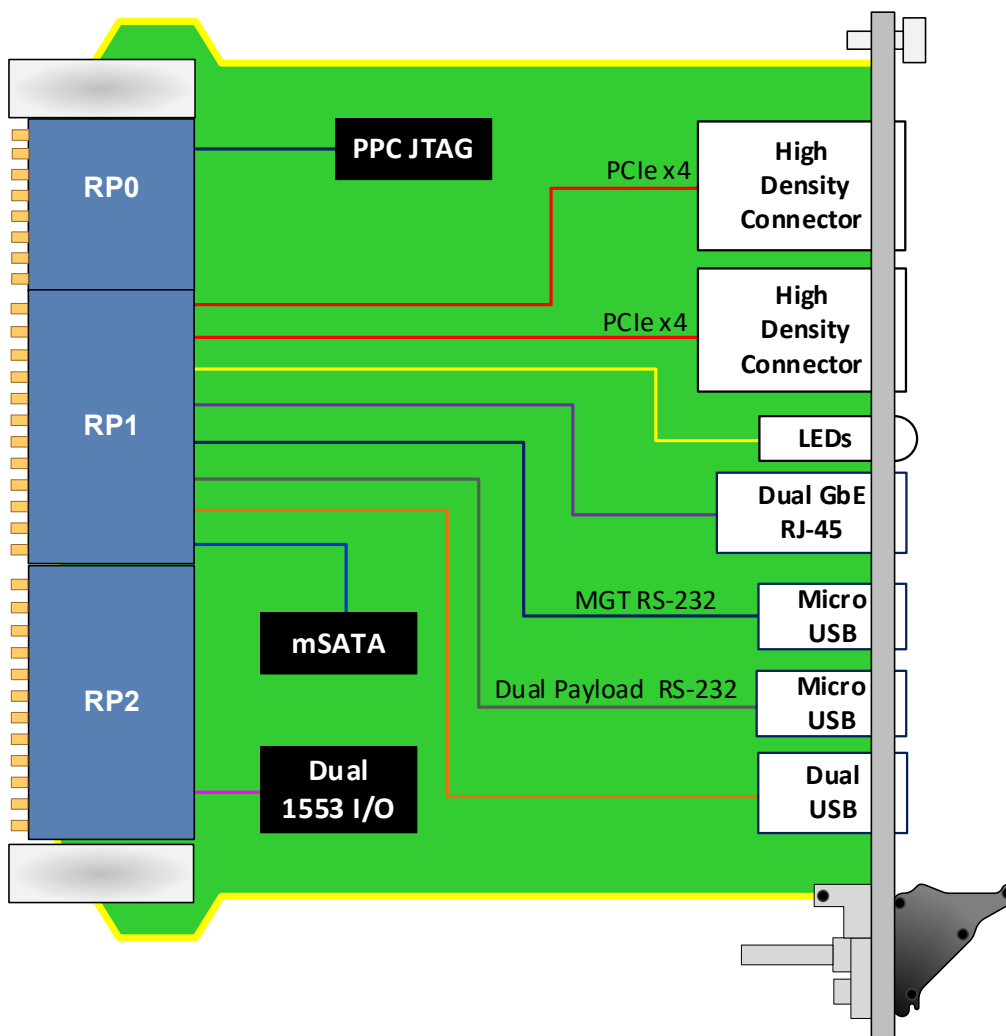 RP0
PPC JTAG
PCIe x4
High
Density
Connector
RP1
PCIe x4
High
Density
Connector
LEDs
Dual GbE
RJ-45
MGT RS-232
Micro
USB
mSATA
RP2
Dual Payload  RS-232
Micro
USB
Dual
1553 I/O
Dual
USB